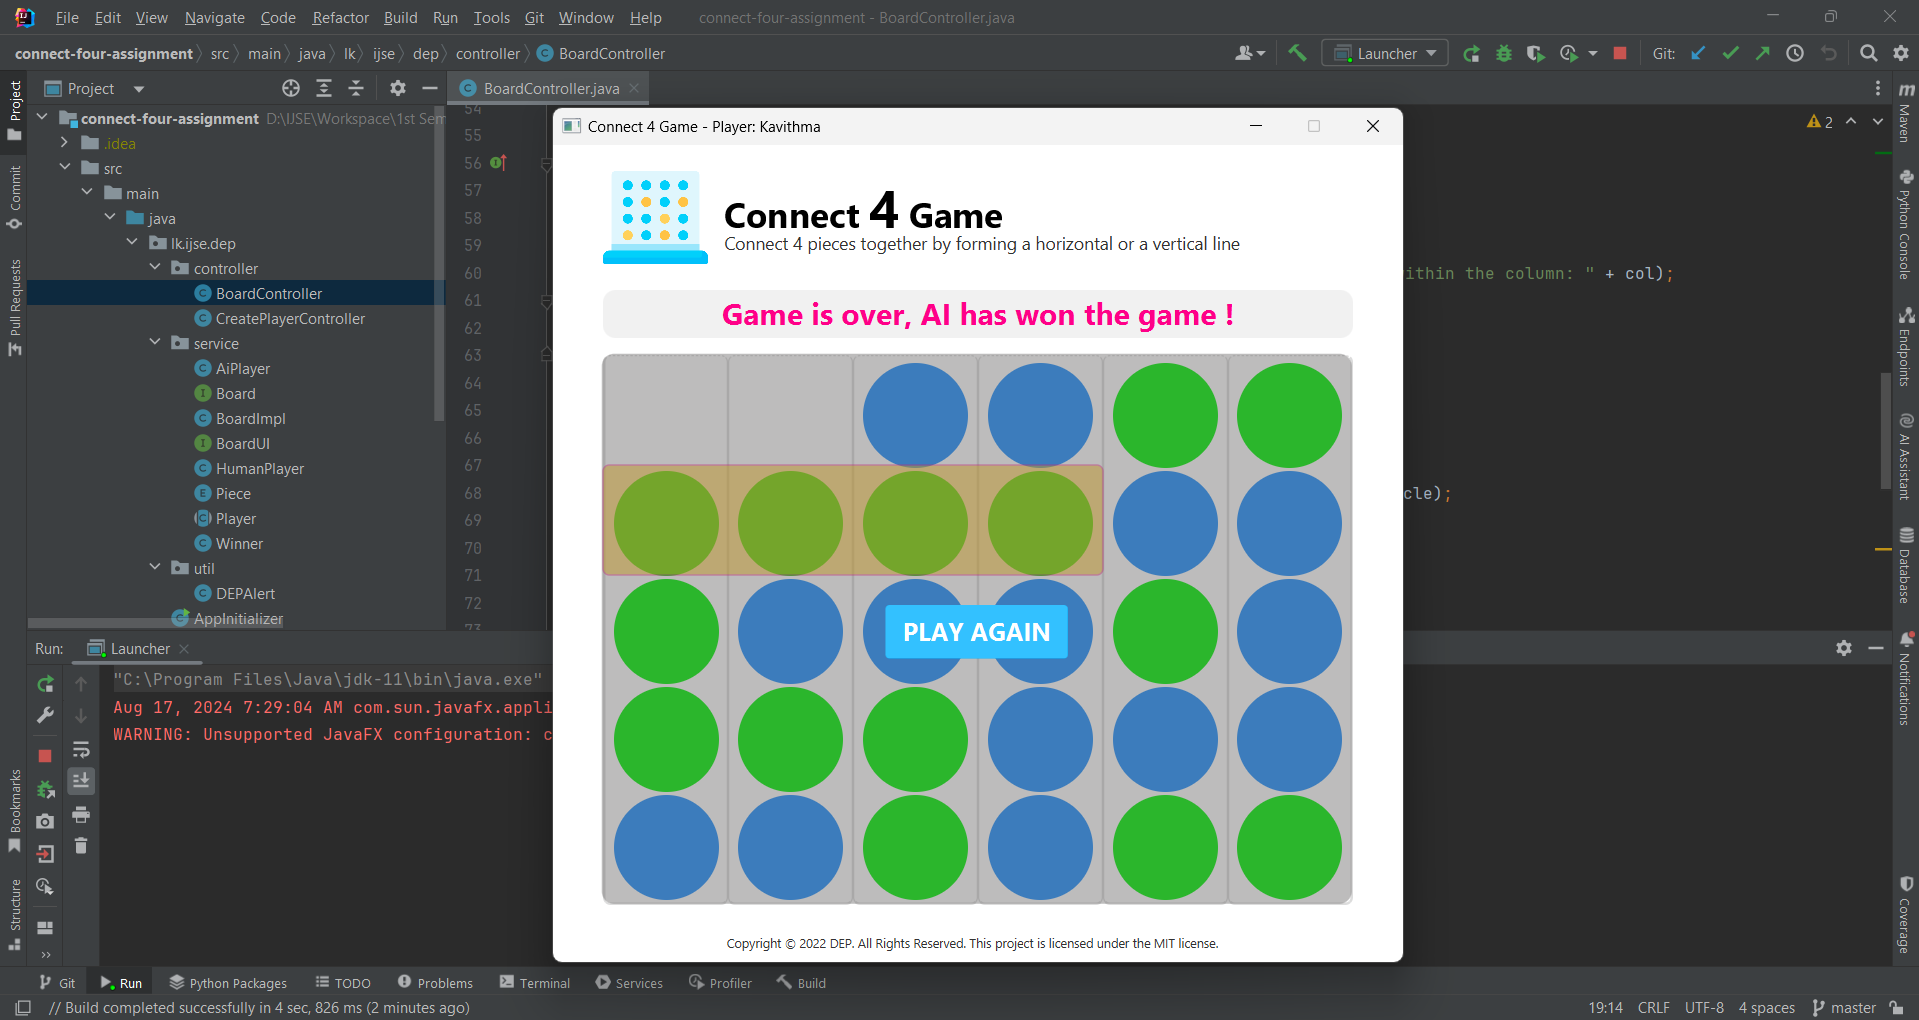 File Edit View Navigate Code Refactor Build Run Tools Git Window Help connect-four-assignment - BoardController.java
connect-four-assignment src main java lk ijse dep controller BoardController Launcher Git:
Project BoardController.java
connect-four-assignment D:\IJSE\Workspace\1st Sem
.idea
src
main
java
lk.ijse.dep
controller
BoardController
CreatePlayerController
service
AiPlayer
Board
BoardImpl
BoardUI
HumanPlayer
Piece
Player
Winner
util
DEPAlert
AppInitializer
Project
Commit
Pull Requests
Bookmarks
Structure
54
55
56
57
58
59
60
61
62
63
64
65
66
67
68
69
70
71
72
73
2
ithin the column: " + col);
cle);
Connect 4 Game - Player: Kavithma
Connect 4 Game
Connect 4 pieces together by forming a horizontal or a vertical line
Game is over, AI has won the game !
PLAY AGAIN
Copyright © 2022 DEP. All Rights Reserved. This project is licensed under the MIT license.
Maven
Python Console
Endpoints
AI Assistant
Database
Notifications
Coverage
Run: Launcher
"C:\Program Files\Java\jdk-11\bin\java.exe"
Aug 17, 2024 7:29:04 AM com.sun.javafx.appli
WARNING: Unsupported JavaFX configuration: c
Git Run Python Packages TODO Problems Terminal Services Profiler Build
// Build completed successfully in 4 sec, 826 ms (2 minutes ago) 19:14 CRLF UTF-8 4 spaces master